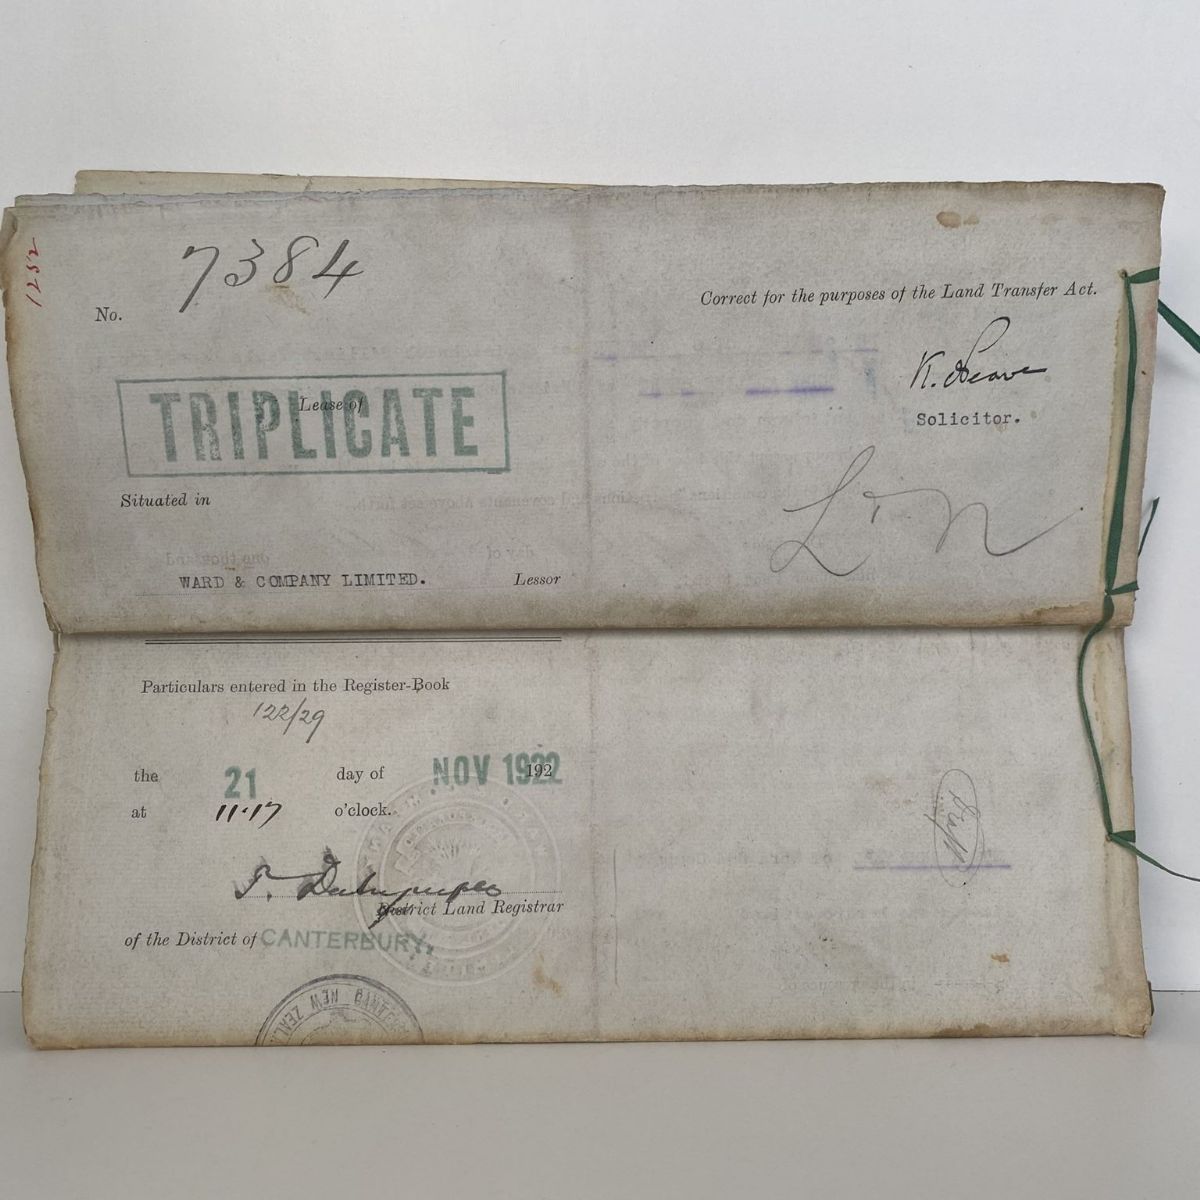 1252
7384
No.
Correct for the purposes of the Land Transfer Act.
K.
Solicitor.
TRIPLICATE
Lease of
Situated in
WARD & COMPANY LIMITED. Lessor
Particulars entered in the Register-Book
122/29
the 21 day of NOV 1922 192
at 11.17 o'clock.
District Land Registrar
of the District of CANTERBURY.
NEW ZEAL